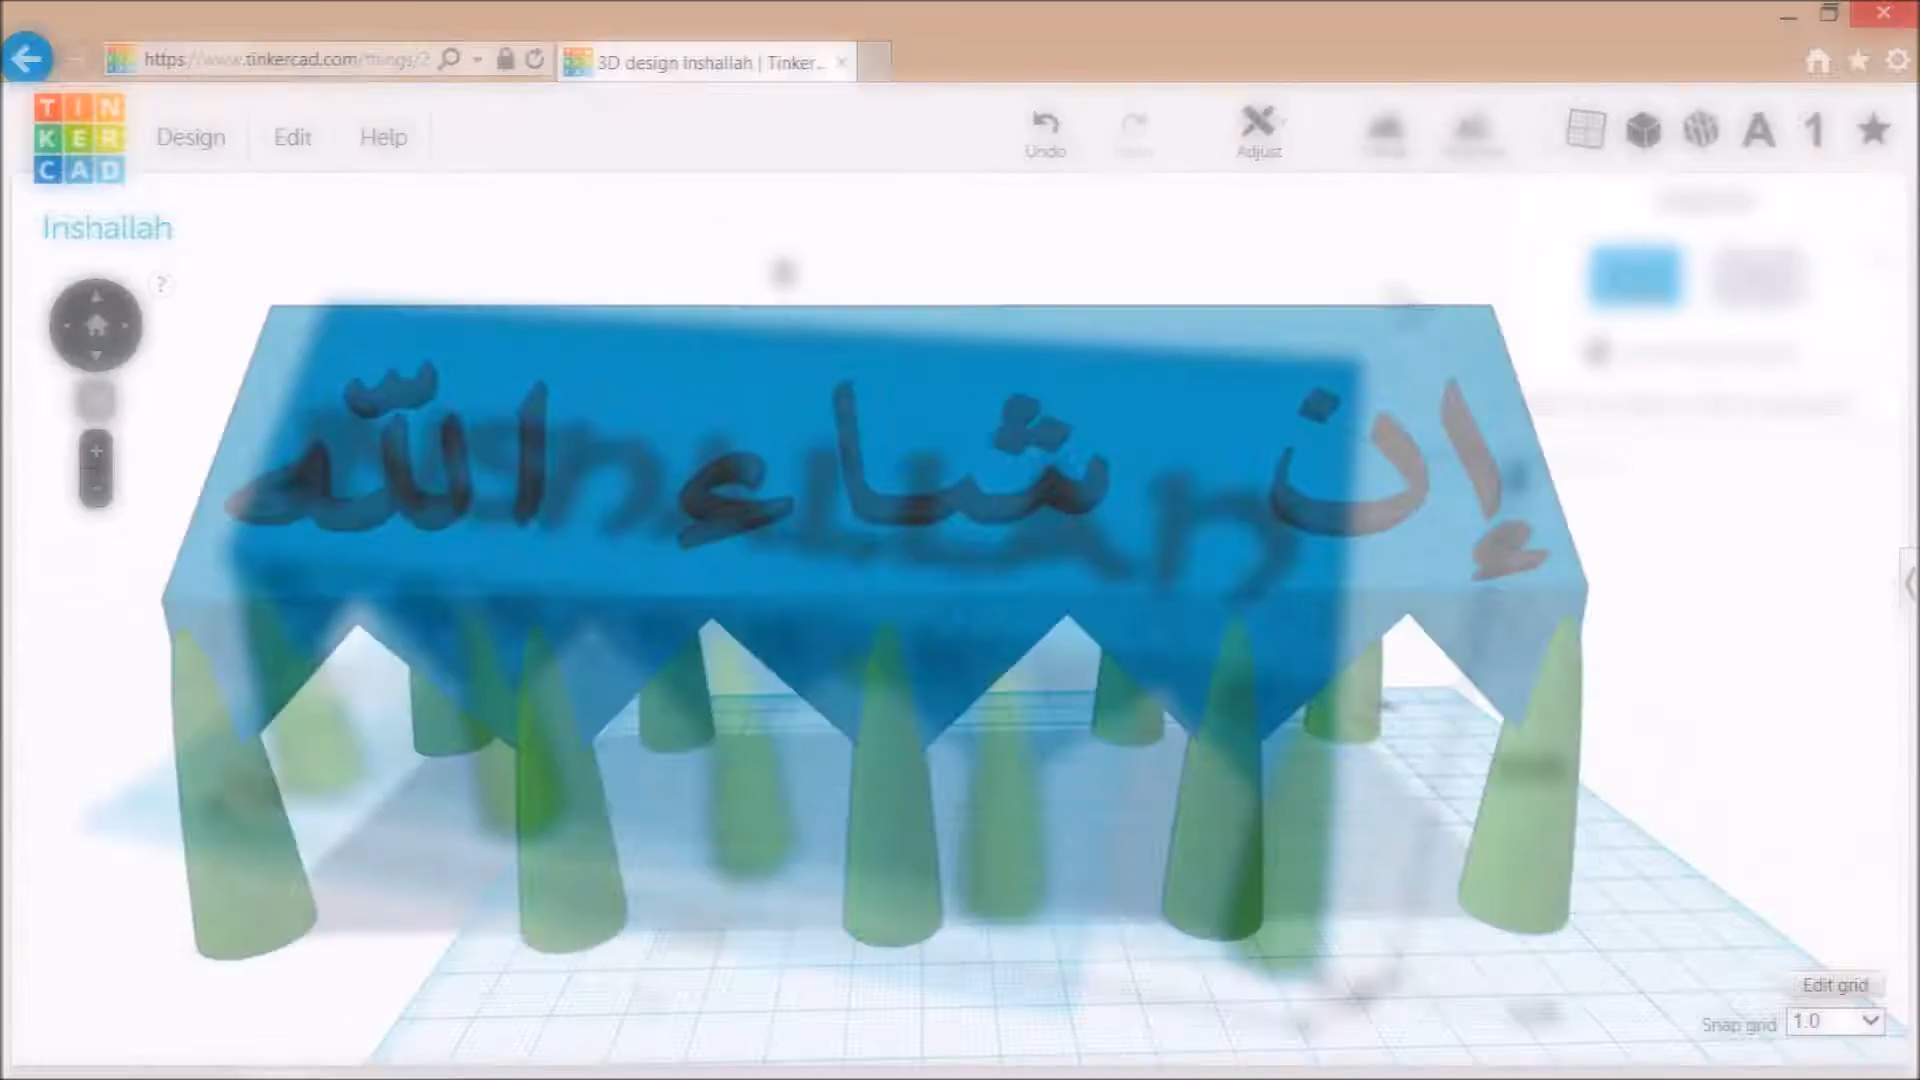 https://www.tinkercad.com/things/2
3D design Inshallah | Tinker...
TIN
KER
CAD
Design
Edit
Help
Undo
Adjust
A
1
Inshallah
?
إن شاء اللّه
Edit grid
Snap grid
1.0